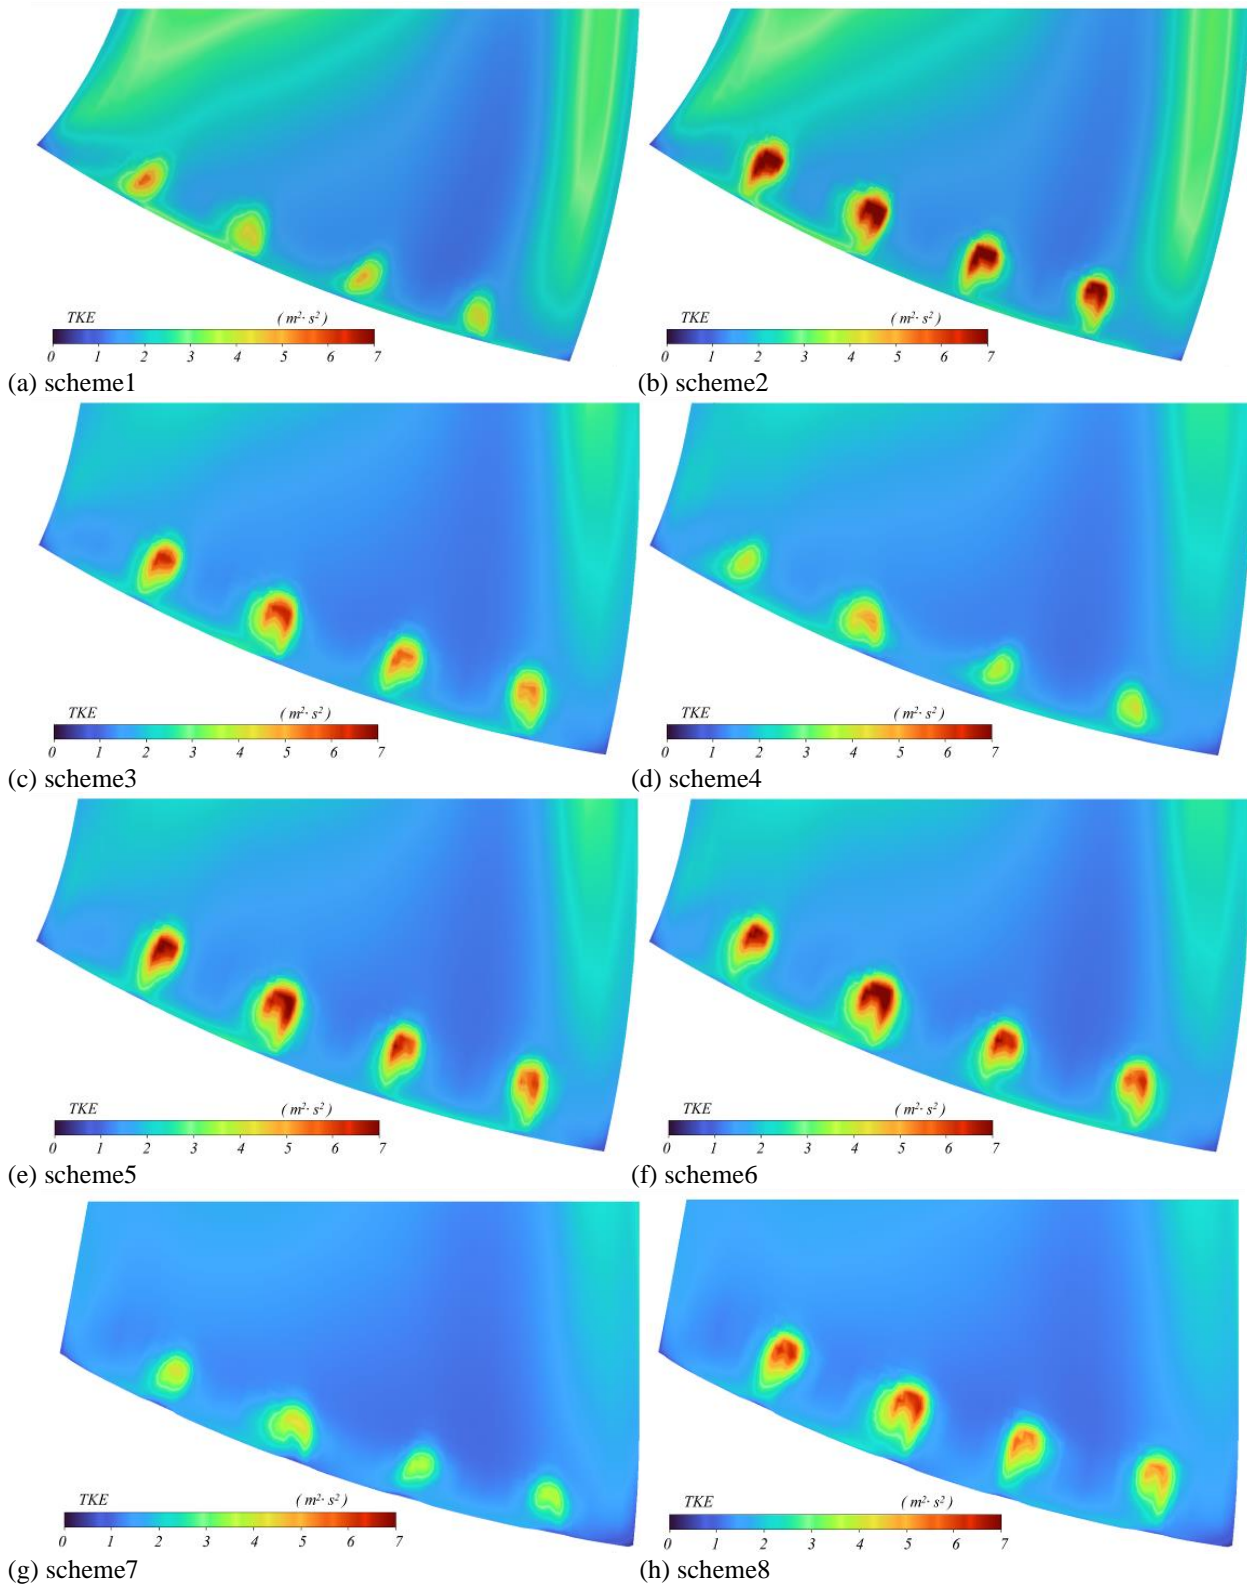 TKE ( m²· s² ) TKE ( m²· s² )
0 1 2 3 4 5 6 7 0 1 2 3 4 5 6 7
(a) scheme1 (b) scheme2
TKE ( m²· s² ) TKE ( m²· s² )
0 1 2 3 4 5 6 7 0 1 2 3 4 5 6 7
(c) scheme3 (d) scheme4
TKE ( m²· s² ) TKE ( m²· s² )
0 1 2 3 4 5 6 7 0 1 2 3 4 5 6 7
(e) scheme5 (f) scheme6
TKE ( m²· s² ) TKE ( m²· s² )
0 1 2 3 4 5 6 7 0 1 2 3 4 5 6 7
(g) scheme7 (h) scheme8